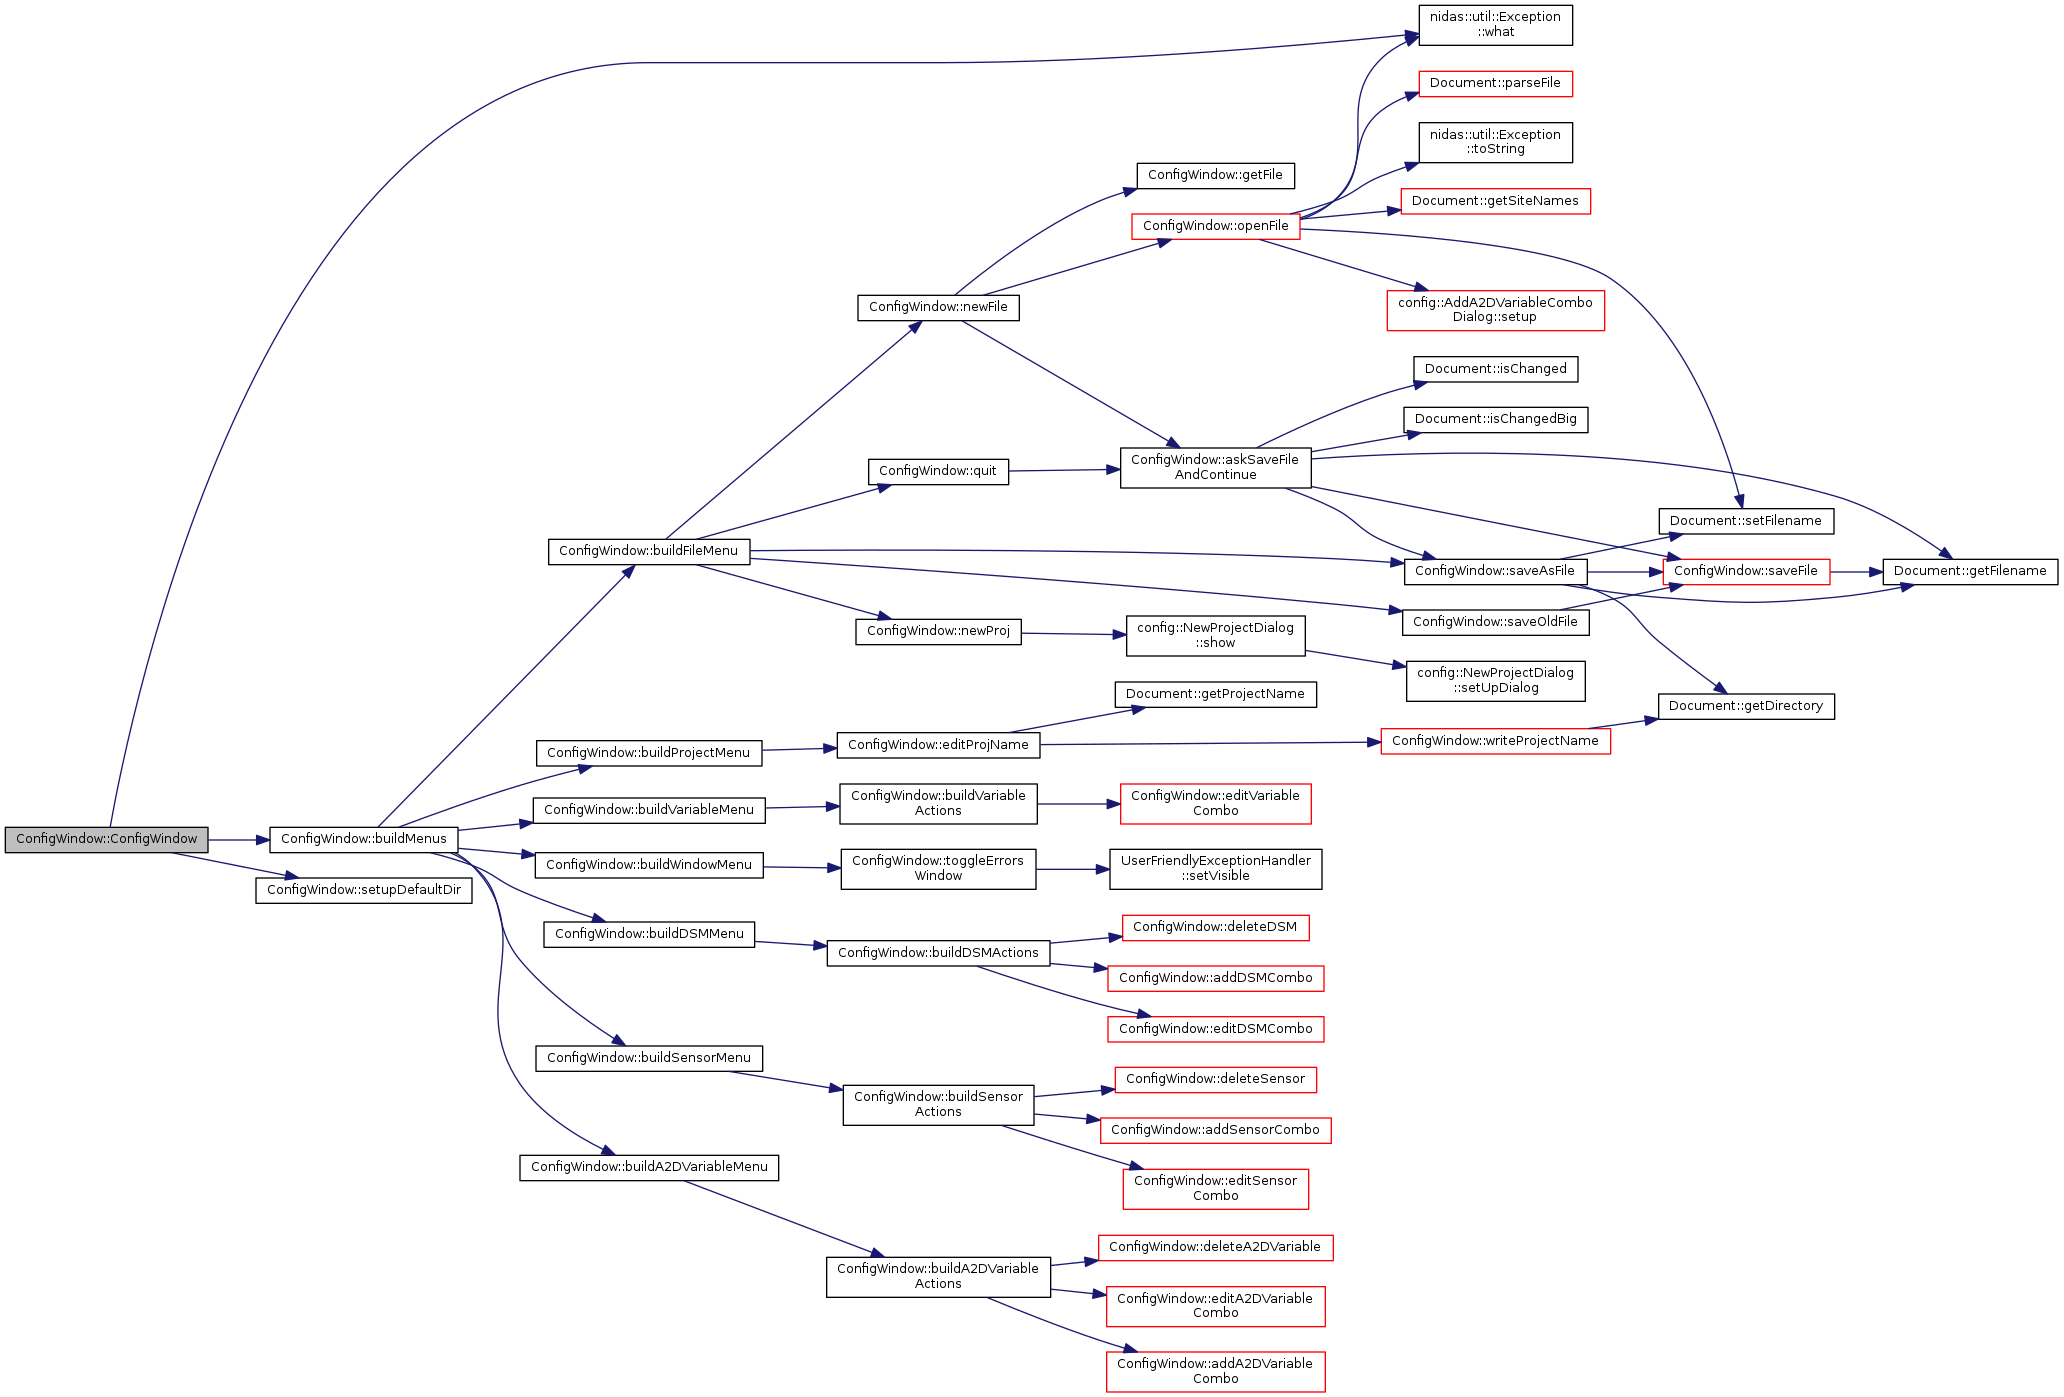 nidas::util::Exception
::what
Document::parseFile
nidas::util::Exception
::toString
ConfigWindow::getFile
Document::getSiteNames
ConfigWindow::openFile
config::AddA2DVariableCombo
Dialog::setup
ConfigWindow::newFile
Document::isChanged
Document::isChangedBig
ConfigWindow::askSaveFile
AndContinue
ConfigWindow::quit
Document::setFilename
ConfigWindow::buildFileMenu
ConfigWindow::saveAsFile
ConfigWindow::saveFile
Document::getFilename
ConfigWindow::saveOldFile
ConfigWindow::newProj
config::NewProjectDialog
::show
config::NewProjectDialog
::setUpDialog
Document::getProjectName
Document::getDirectory
ConfigWindow::buildProjectMenu
ConfigWindow::editProjName
ConfigWindow::writeProjectName
ConfigWindow::buildVariableMenu
ConfigWindow::buildVariable
Actions
ConfigWindow::editVariable
Combo
ConfigWindow::ConfigWindow
ConfigWindow::buildMenus
ConfigWindow::buildWindowMenu
ConfigWindow::toggleErrors
Window
UserFriendlyExceptionHandler
::setVisible
ConfigWindow::setupDefaultDir
ConfigWindow::buildDSMMenu
ConfigWindow::buildDSMActions
ConfigWindow::deleteDSM
ConfigWindow::addDSMCombo
ConfigWindow::editDSMCombo
ConfigWindow::buildSensorMenu
ConfigWindow::buildSensor
Actions
ConfigWindow::deleteSensor
ConfigWindow::addSensorCombo
ConfigWindow::editSensor
Combo
ConfigWindow::buildA2DVariableMenu
ConfigWindow::buildA2DVariable
Actions
ConfigWindow::deleteA2DVariable
ConfigWindow::editA2DVariable
Combo
ConfigWindow::addA2DVariable
Combo